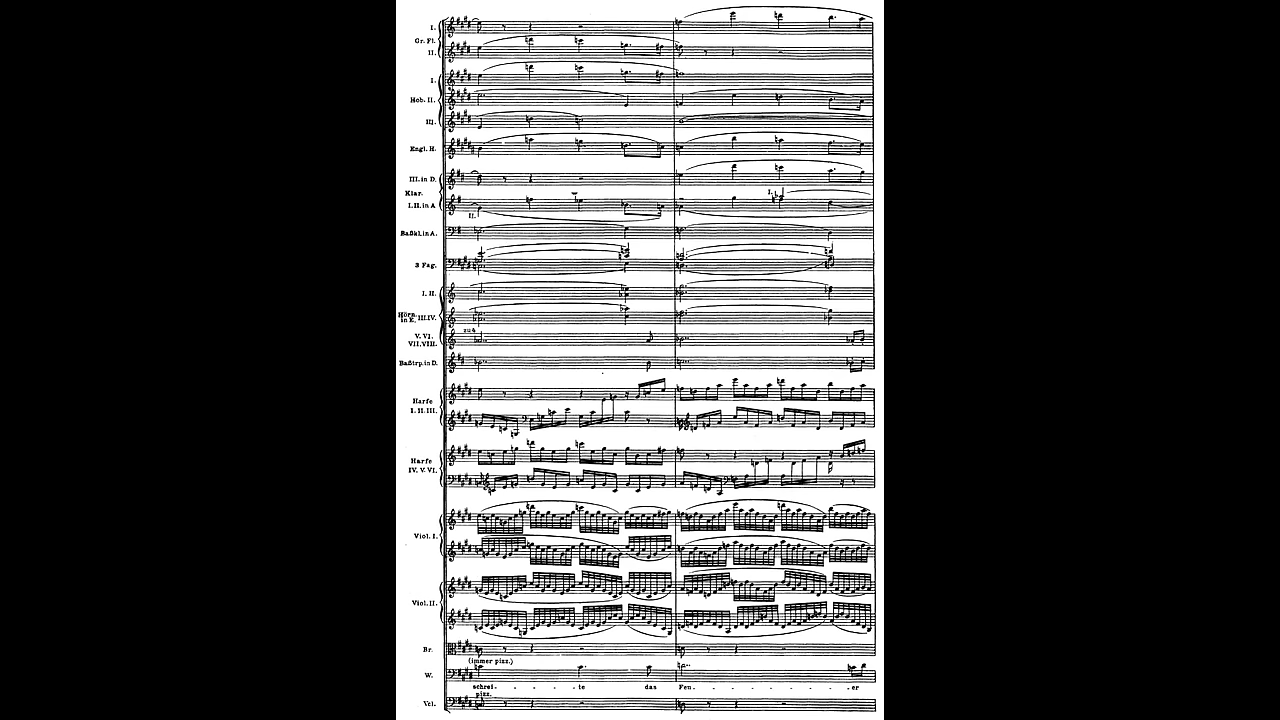 I.
Gr. Fl.
II.
I.
Hob. II.
III.
Engl. H.
III. in D.
Klar.
I.
I.II. in A
II.
Baßkl. in A.
3 Fag.
I. II.
Hörn. in E. III. IV.
zu 4
V. VI.
VII. VIII.
Baßtrp. in D.
Harfe
I. II. III.
Harfe
IV. V. VI.
Viol. I.
Viol. II.
Br.
(immer pizz.)
W.
schrei- - - te das Feu- - - - - - - er
pizz.
Vcl.